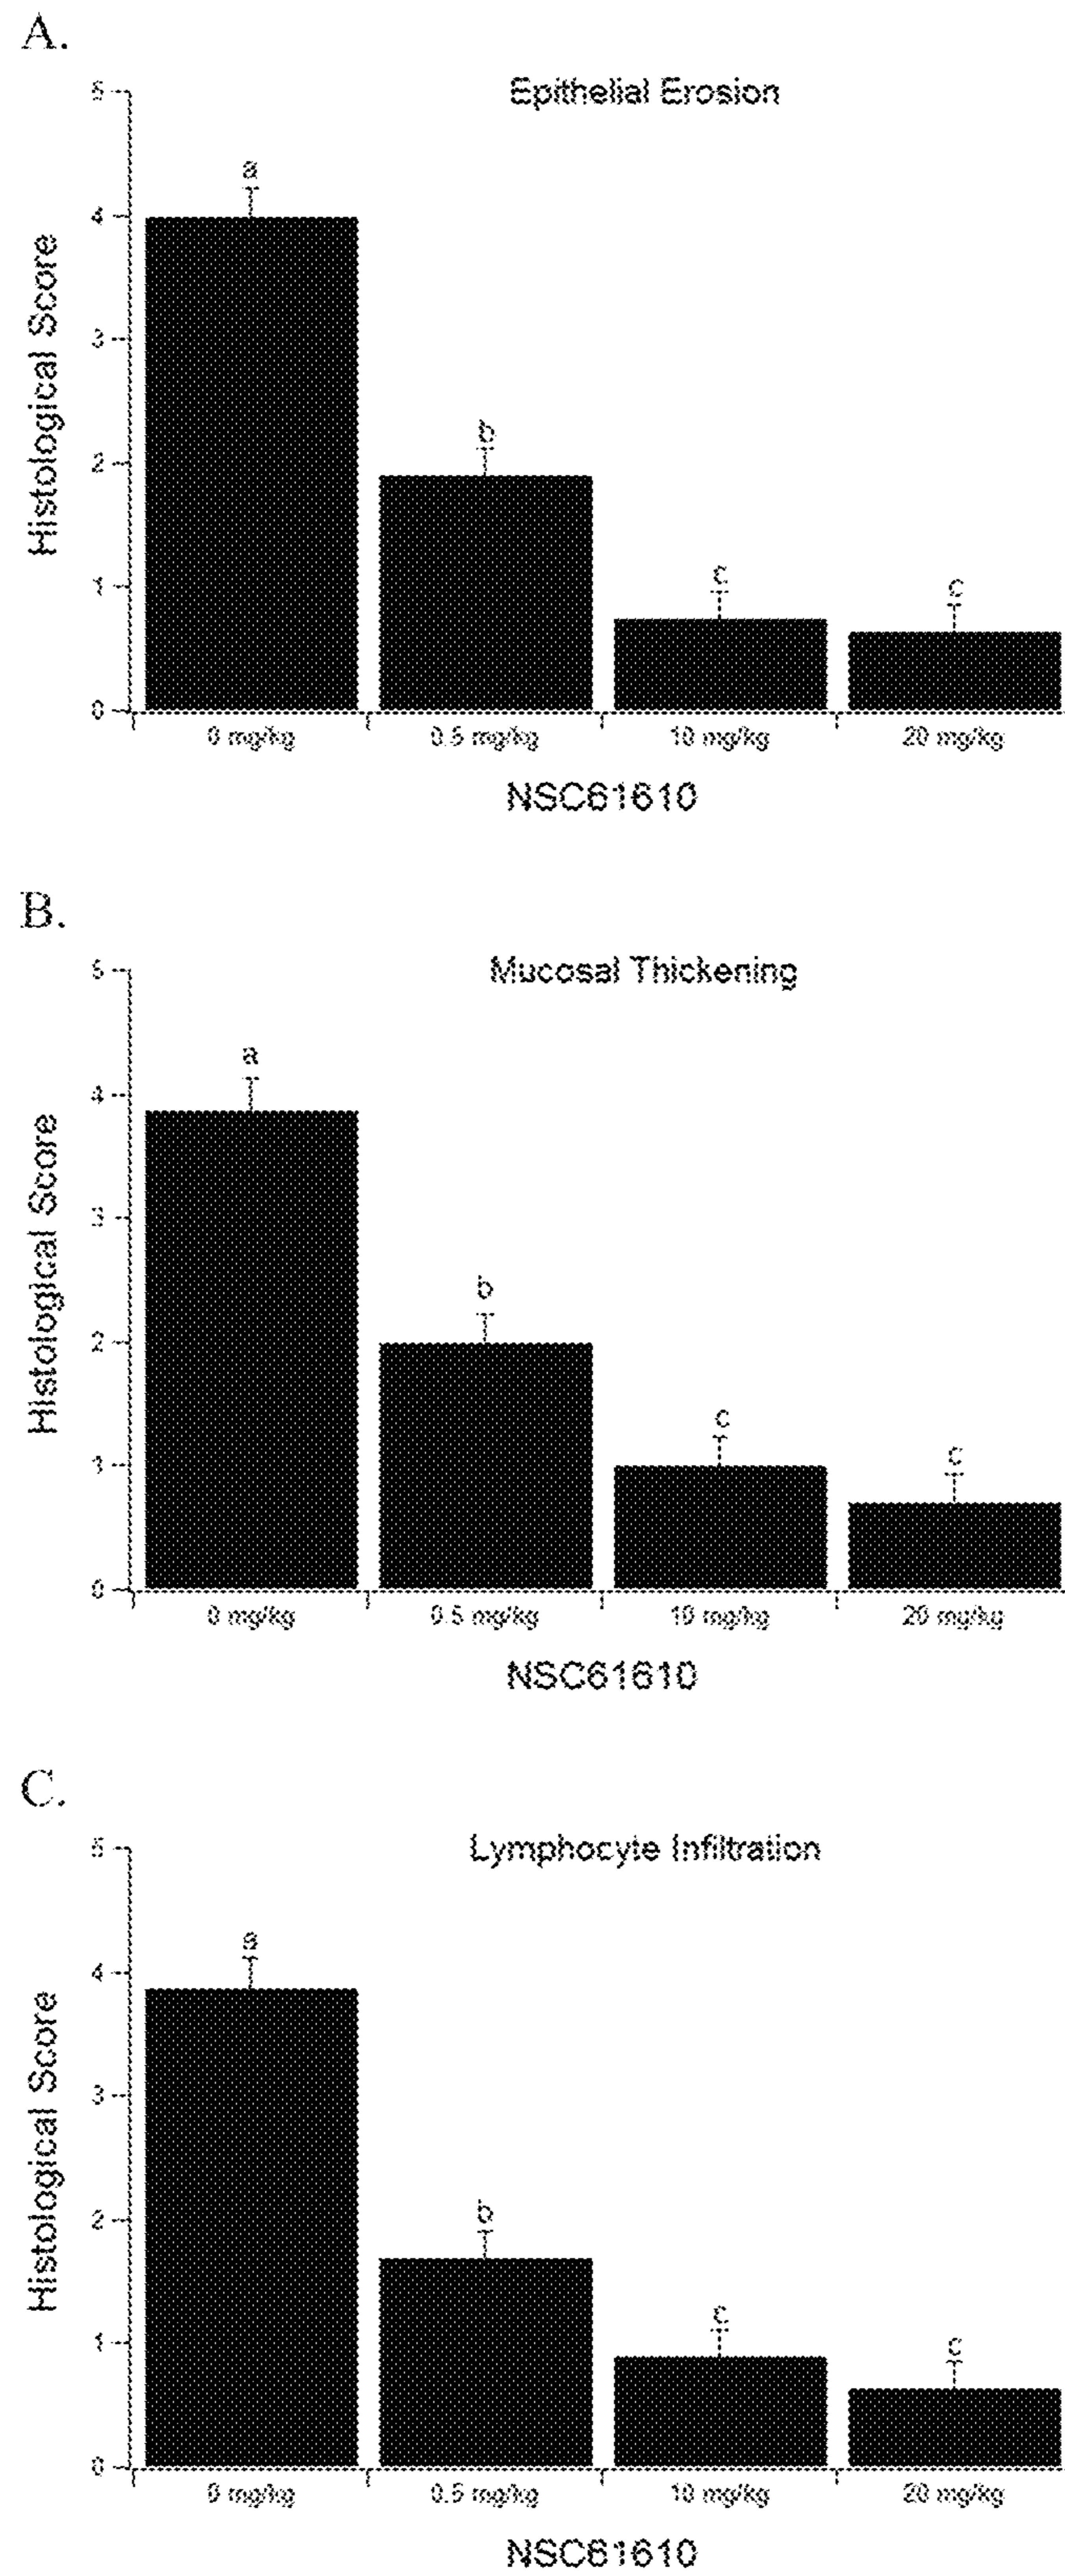 A.
Epithelial Erosion
Histological Score
5
4
3
2
1
0
a
b
c
c
0 mg/kg 0.5 mg/kg 10 mg/kg 20 mg/kg
NSC61610
B.
Mucosal Thickening
Histological Score
5
4
3
2
1
0
a
b
c
c
0 mg/kg 0.5 mg/kg 10 mg/kg 20 mg/kg
NSC61610
C.
Lymphocyte Infiltration
Histological Score
5
4
3
2
1
0
a
b
c
c
0 mg/kg 0.5 mg/kg 10 mg/kg 20 mg/kg
NSC61610